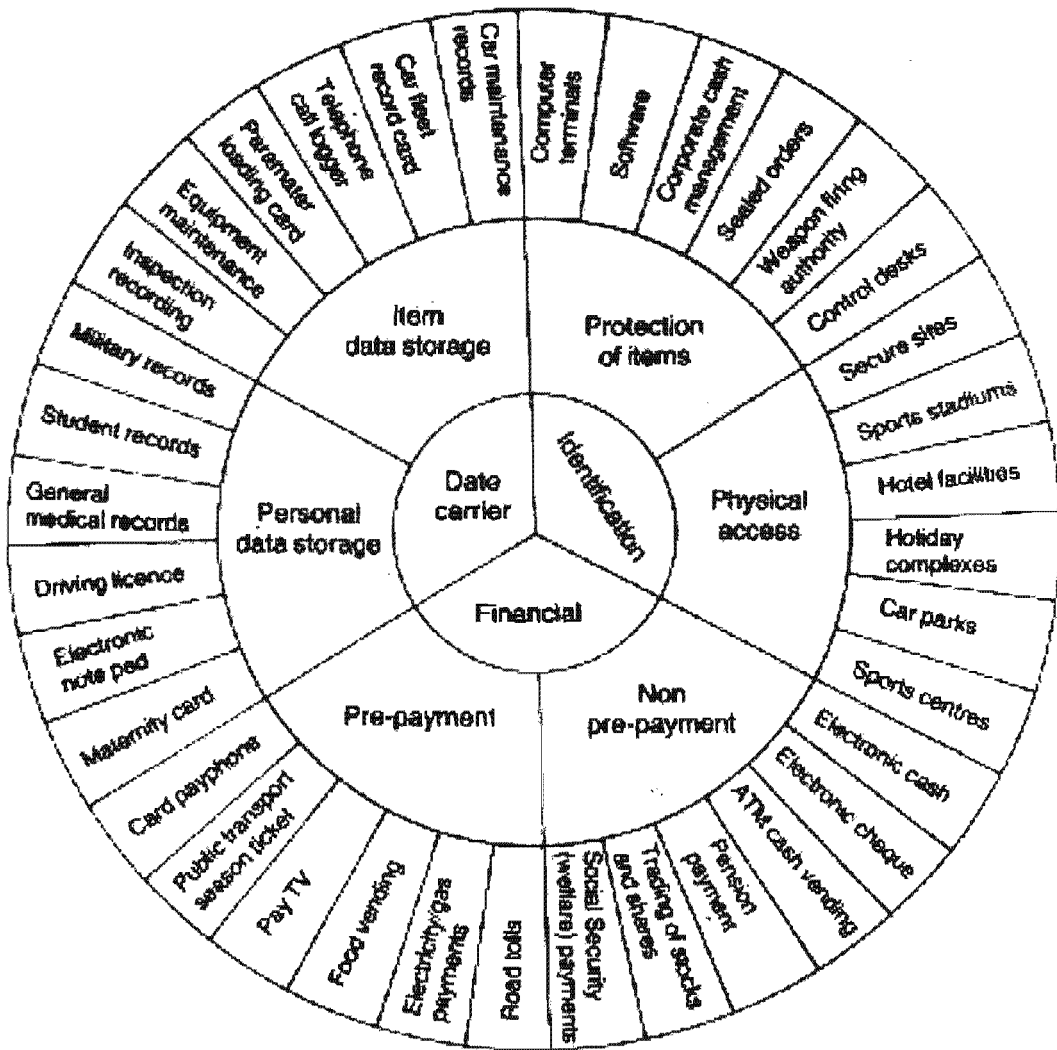 Date
carrier
Identification
Financial
Item
data storage
Protection
of items
Physical
access
Non
pre-payment
Pre-payment
Personal
data storage
Computer
terminals
Software
Corporate cash
management
Sealed orders
Weapon firing
authority
Control desks
Secure sites
Sports stadiums
Hotel facilities
Holiday
complexes
Car parks
Sports centres
Electronic cash
Electronic cheque
ATM cash vending
Pension
payment
Trading of stocks
and shares
Social Security
(welfare) payments
Road tolls
Electricity/gas
payments
Food vending
Pay TV
Public transport
season ticket
Card payphone
Maternity card
Electronic
note pad
Driving licence
General
medical records
Student records
Military records
Inspection
recording
Equipment
maintenance
Paramater
loading card
Telephone
call logger
Car fleet
record card
Car maintenance
records